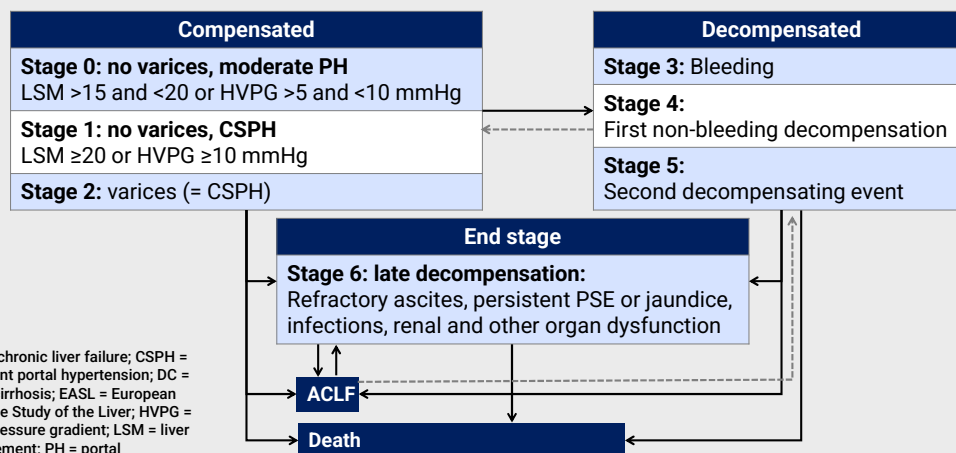 Compensated
Stage 0: no varices, moderate PH
LSM >15 and <20 or HVPG >5 and <10 mmHg
Stage 1: no varices, CSPH
LSM ≥20 or HVPG ≥10 mmHg
Stage 2: varices (= CSPH)
Decompensated
Stage 3: Bleeding
Stage 4:
First non-bleeding decompensation
Stage 5:
Second decompensating event
End stage
Stage 6: late decompensation:
Refractory ascites, persistent PSE or jaundice,
infections, renal and other organ dysfunction
ACLF
Death
chronic liver failure; CSPH =
nt portal hypertension; DC =
irrhosis; EASL = European
e Study of the Liver; HVPG =
essure gradient; LSM = liver
ement; PH = portal